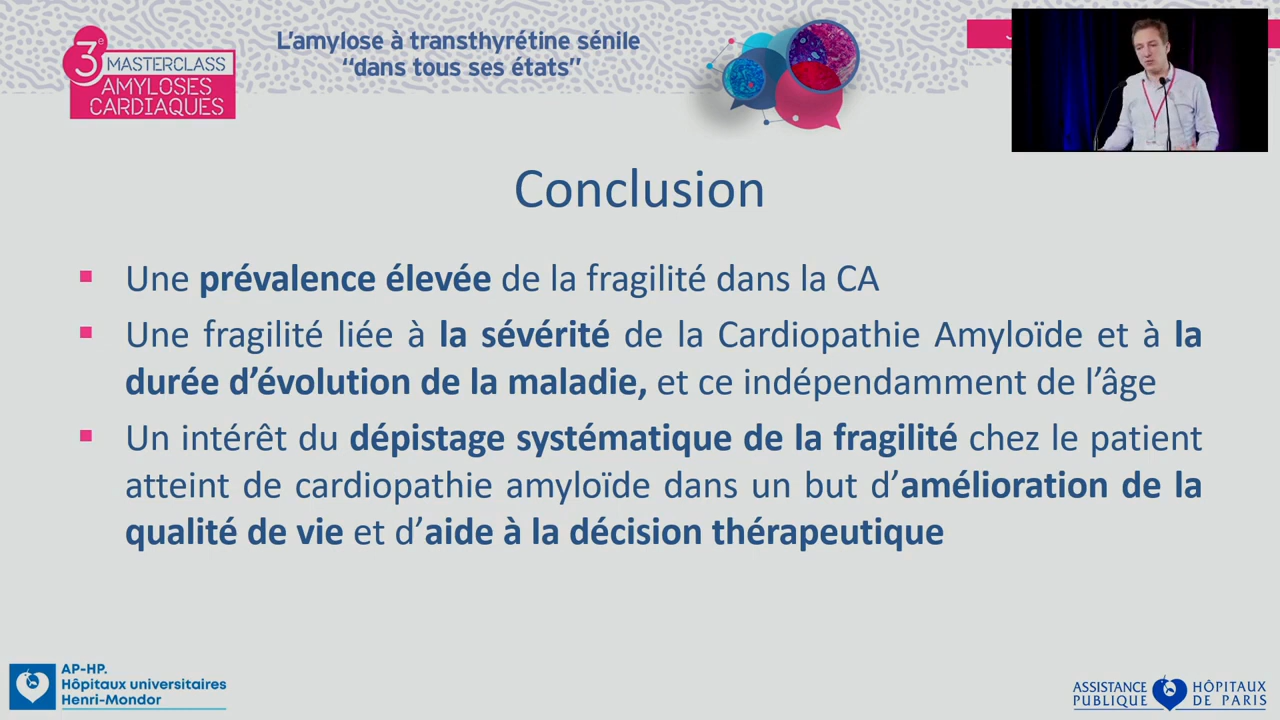 3e MASTERCLASS
AMYLOSES
CARDIAQUES
L'amylose à transthyrétine sénile
“dans tous ses états”
Conclusion
Une prévalence élevée de la fragilité dans la CA
Une fragilité liée à la sévérité de la Cardiopathie Amyloïde et à la
durée d’évolution de la maladie, et ce indépendamment de l’âge
Un intérêt du dépistage systématique de la fragilité chez le patient
atteint de cardiopathie amyloïde dans un but d’amélioration de la
qualité de vie et d’aide à la décision thérapeutique
AP-HP.
Hôpitaux universitaires
Henri-Mondor
ASSISTANCE HÔPITAUX
PUBLIQUE DE PARIS